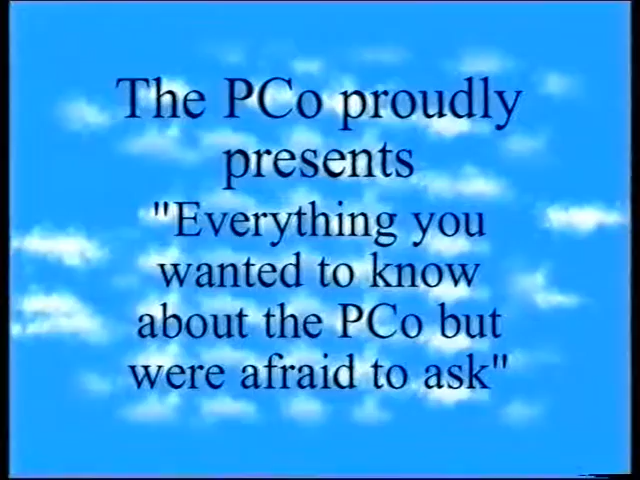 The PCo proudly
presents
"Everything you
wanted to know
about the PCo but
were afraid to ask"